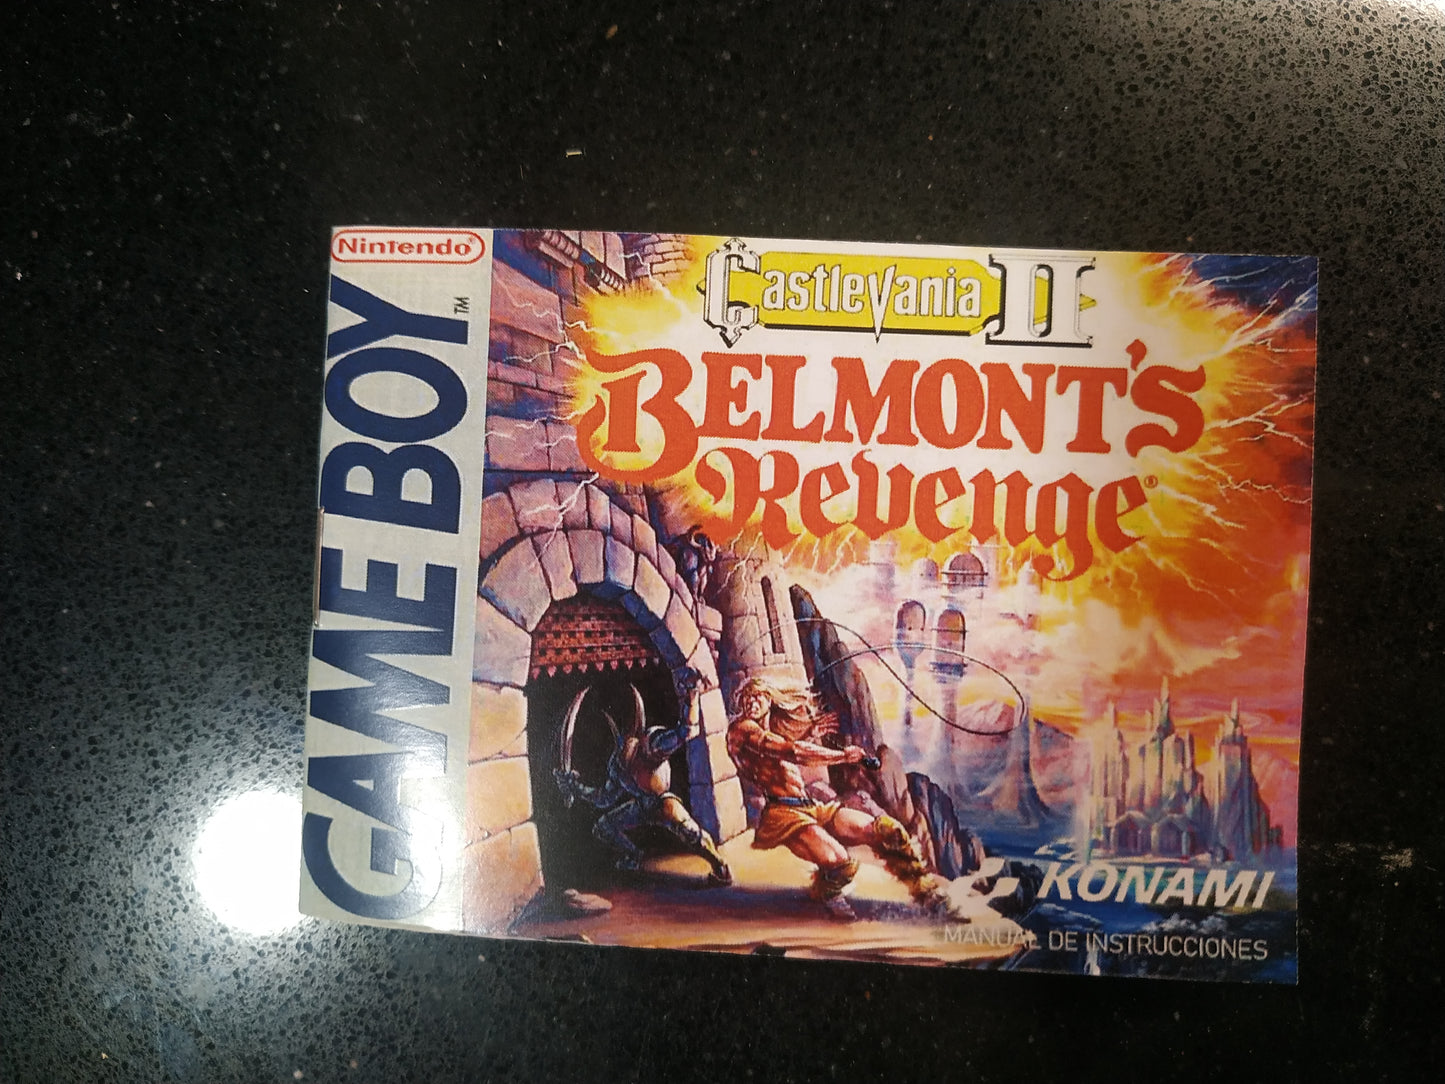 Nintendo®
GAME BOY™
Castlevania II
BELMONT'S
Revenge®
KONAMI
MANUAL DE INSTRUCCIONES